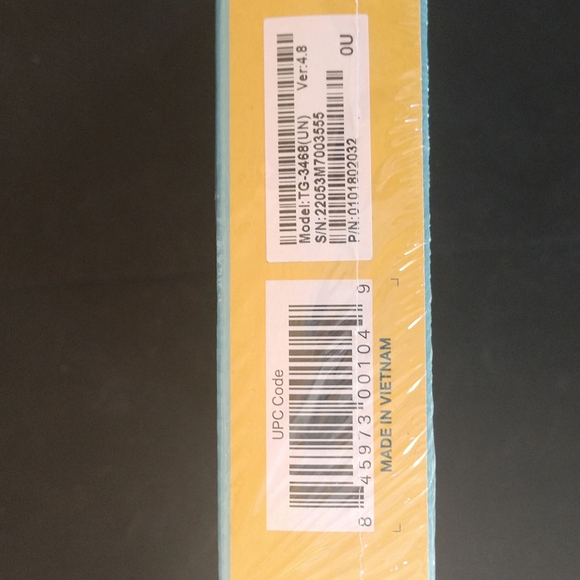 Model:TG-3468(UN) Ver:4.8
S/N:22053M7003555
P/N:0101802032 0U
UPC Code
8 45973 00104 9
MADE IN VIETNAM